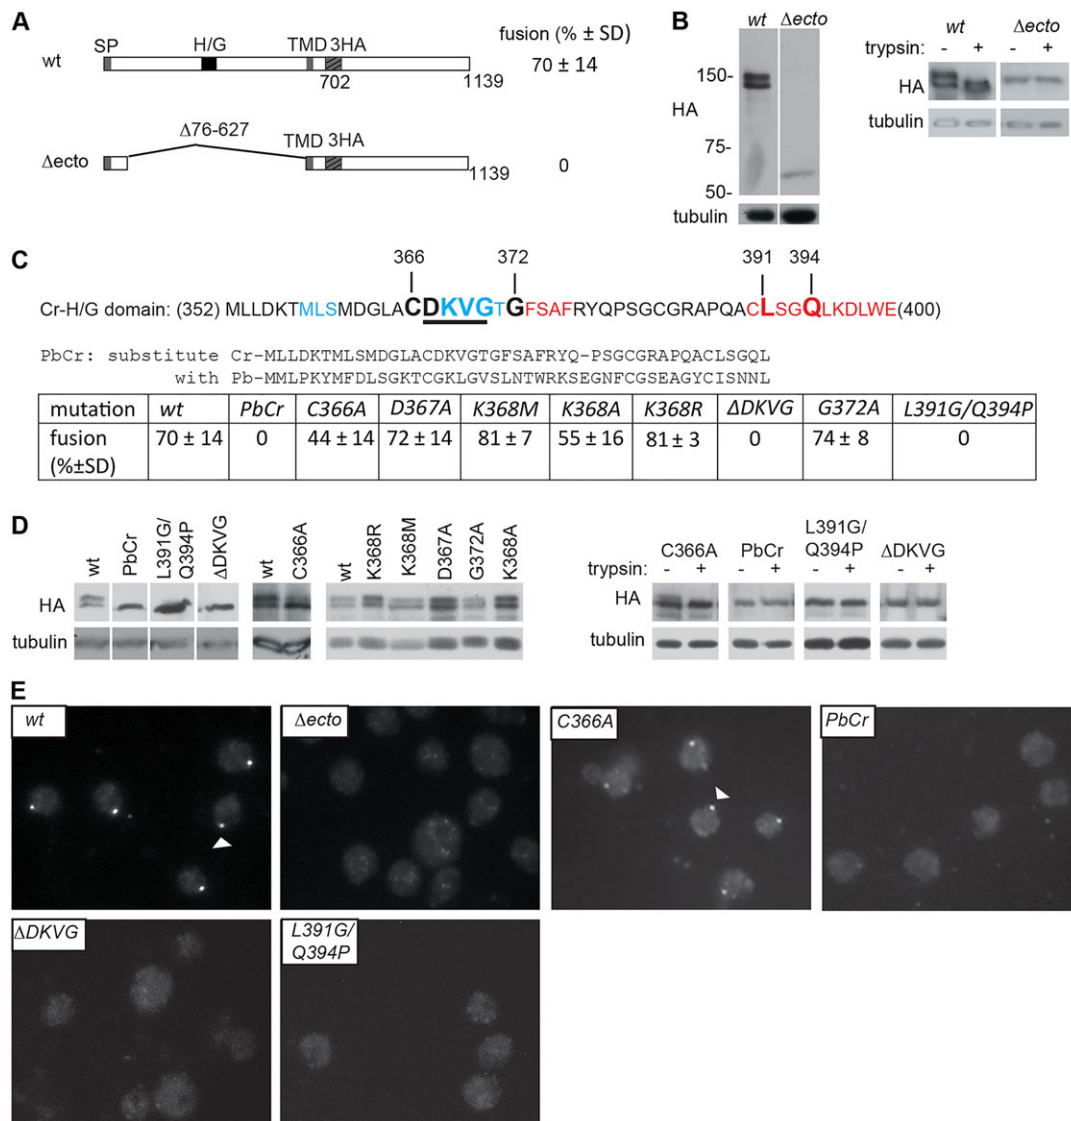 A
SP H/G TMD 3HA fusion (% ± SD)
wt 702 1139 70 ± 14
Δ76-627 TMD 3HA
Δecto 1139 0
B
wt Δecto
150-
HA
75-
50-
tubulin
wt Δecto
trypsin: - + - +
HA
tubulin
C
366 372 391 394
Cr-H/G domain: (352) MLLDKTMLSMDGLACDKVGTGFSAFRYQPSGCGRAPQACLSGQLKDLWE(400)
PbCr: substitute Cr-MLLDKTMLSMDGLACDKVGTGFSAFRYQ-PSGCGRAPQACLSGQL
with Pb-MMLPKYMFDLSGKTCGKLGVSLNTWRKSEGNFCGSEAGYCISNNL
mutation wt PbCr C366A D367A K368M K368A K368R ΔDKVG G372A L391G/Q394P
fusion (%±SD) 70 ± 14 0 44 ± 14 72 ± 14 81 ± 7 55 ± 16 81 ± 3 0 74 ± 8 0
D
wt PbCr L391G/Q394P ΔDKVG
wt C366A
wt K368R K368M D367A G372A K368A
HA
tubulin
C366A PbCr L391G/Q394P ΔDKVG
trypsin: - + - + - + - +
HA
tubulin
E
wt Δecto C366A PbCr
ΔDKVG L391G/Q394P